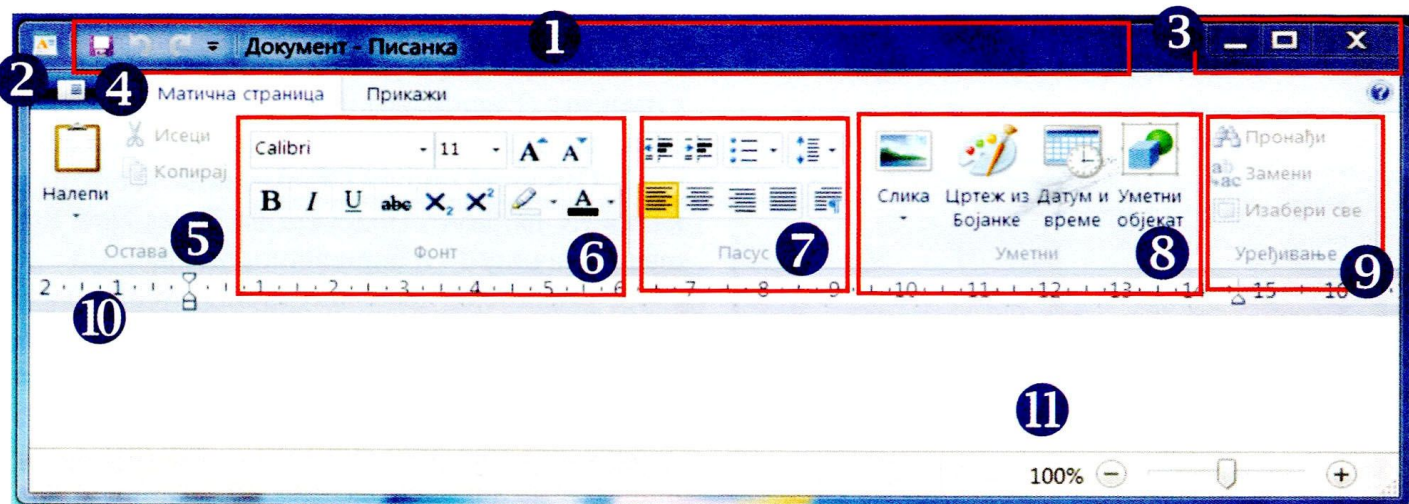 1
Документ - Писанка
3
2
4
Матична страница Прикажи
Налепи
Исеци
Копирај
Остава
5
Calibri 11 A A
B I U abc X₂ X² A
Фонт
6
Пасус
7
Слика
Цртеж из Бојанке
Датум и време
Уметни објекат
Уметни
8
Пронађи
Замени
Изабери све
Уређивање
9
2 1 1 2 3 4 5 6 7 8 9 10 11 12 13 14 15 16
10
11
100%